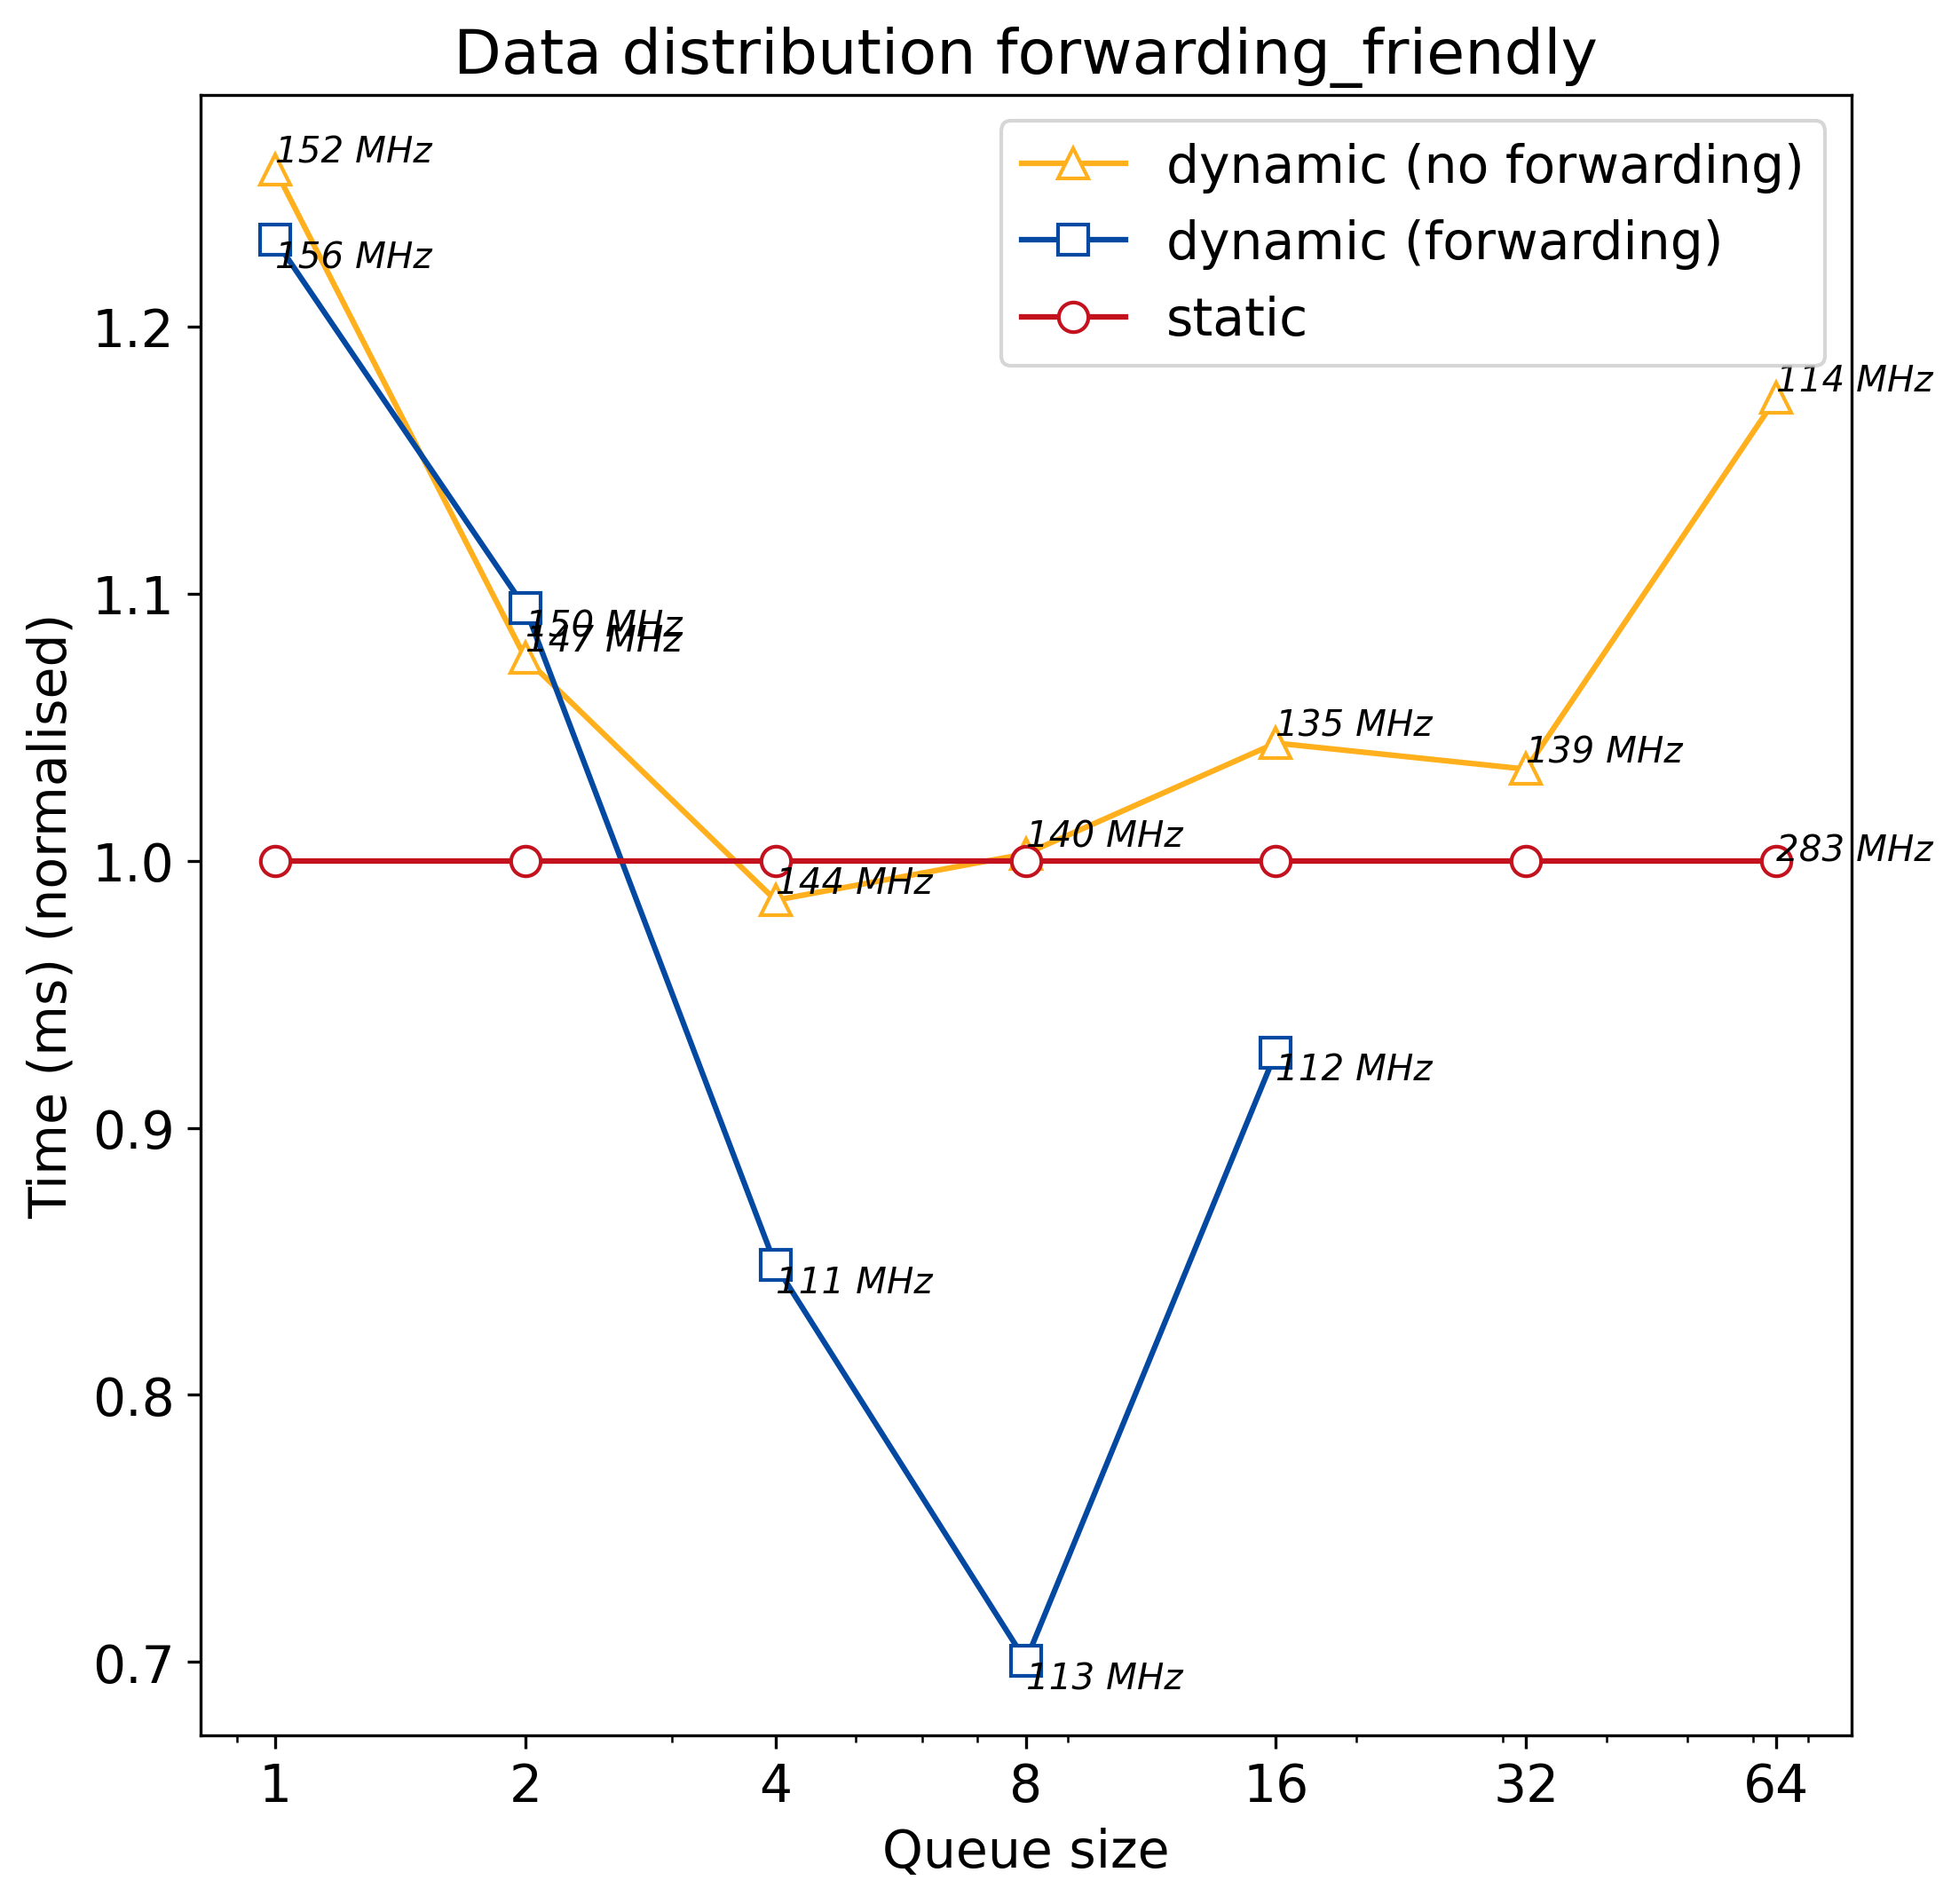 Data distribution forwarding_friendly
dynamic (no forwarding)
dynamic (forwarding)
static
152 MHz
156 MHz
114 MHz
150 MHz
147 MHz
135 MHz
139 MHz
140 MHz
283 MHz
144 MHz
112 MHz
111 MHz
113 MHz
Time (ms) (normalised)
1.2
1.1
1.0
0.9
0.8
0.7
1 2 4 8 16 32 64
Queue size